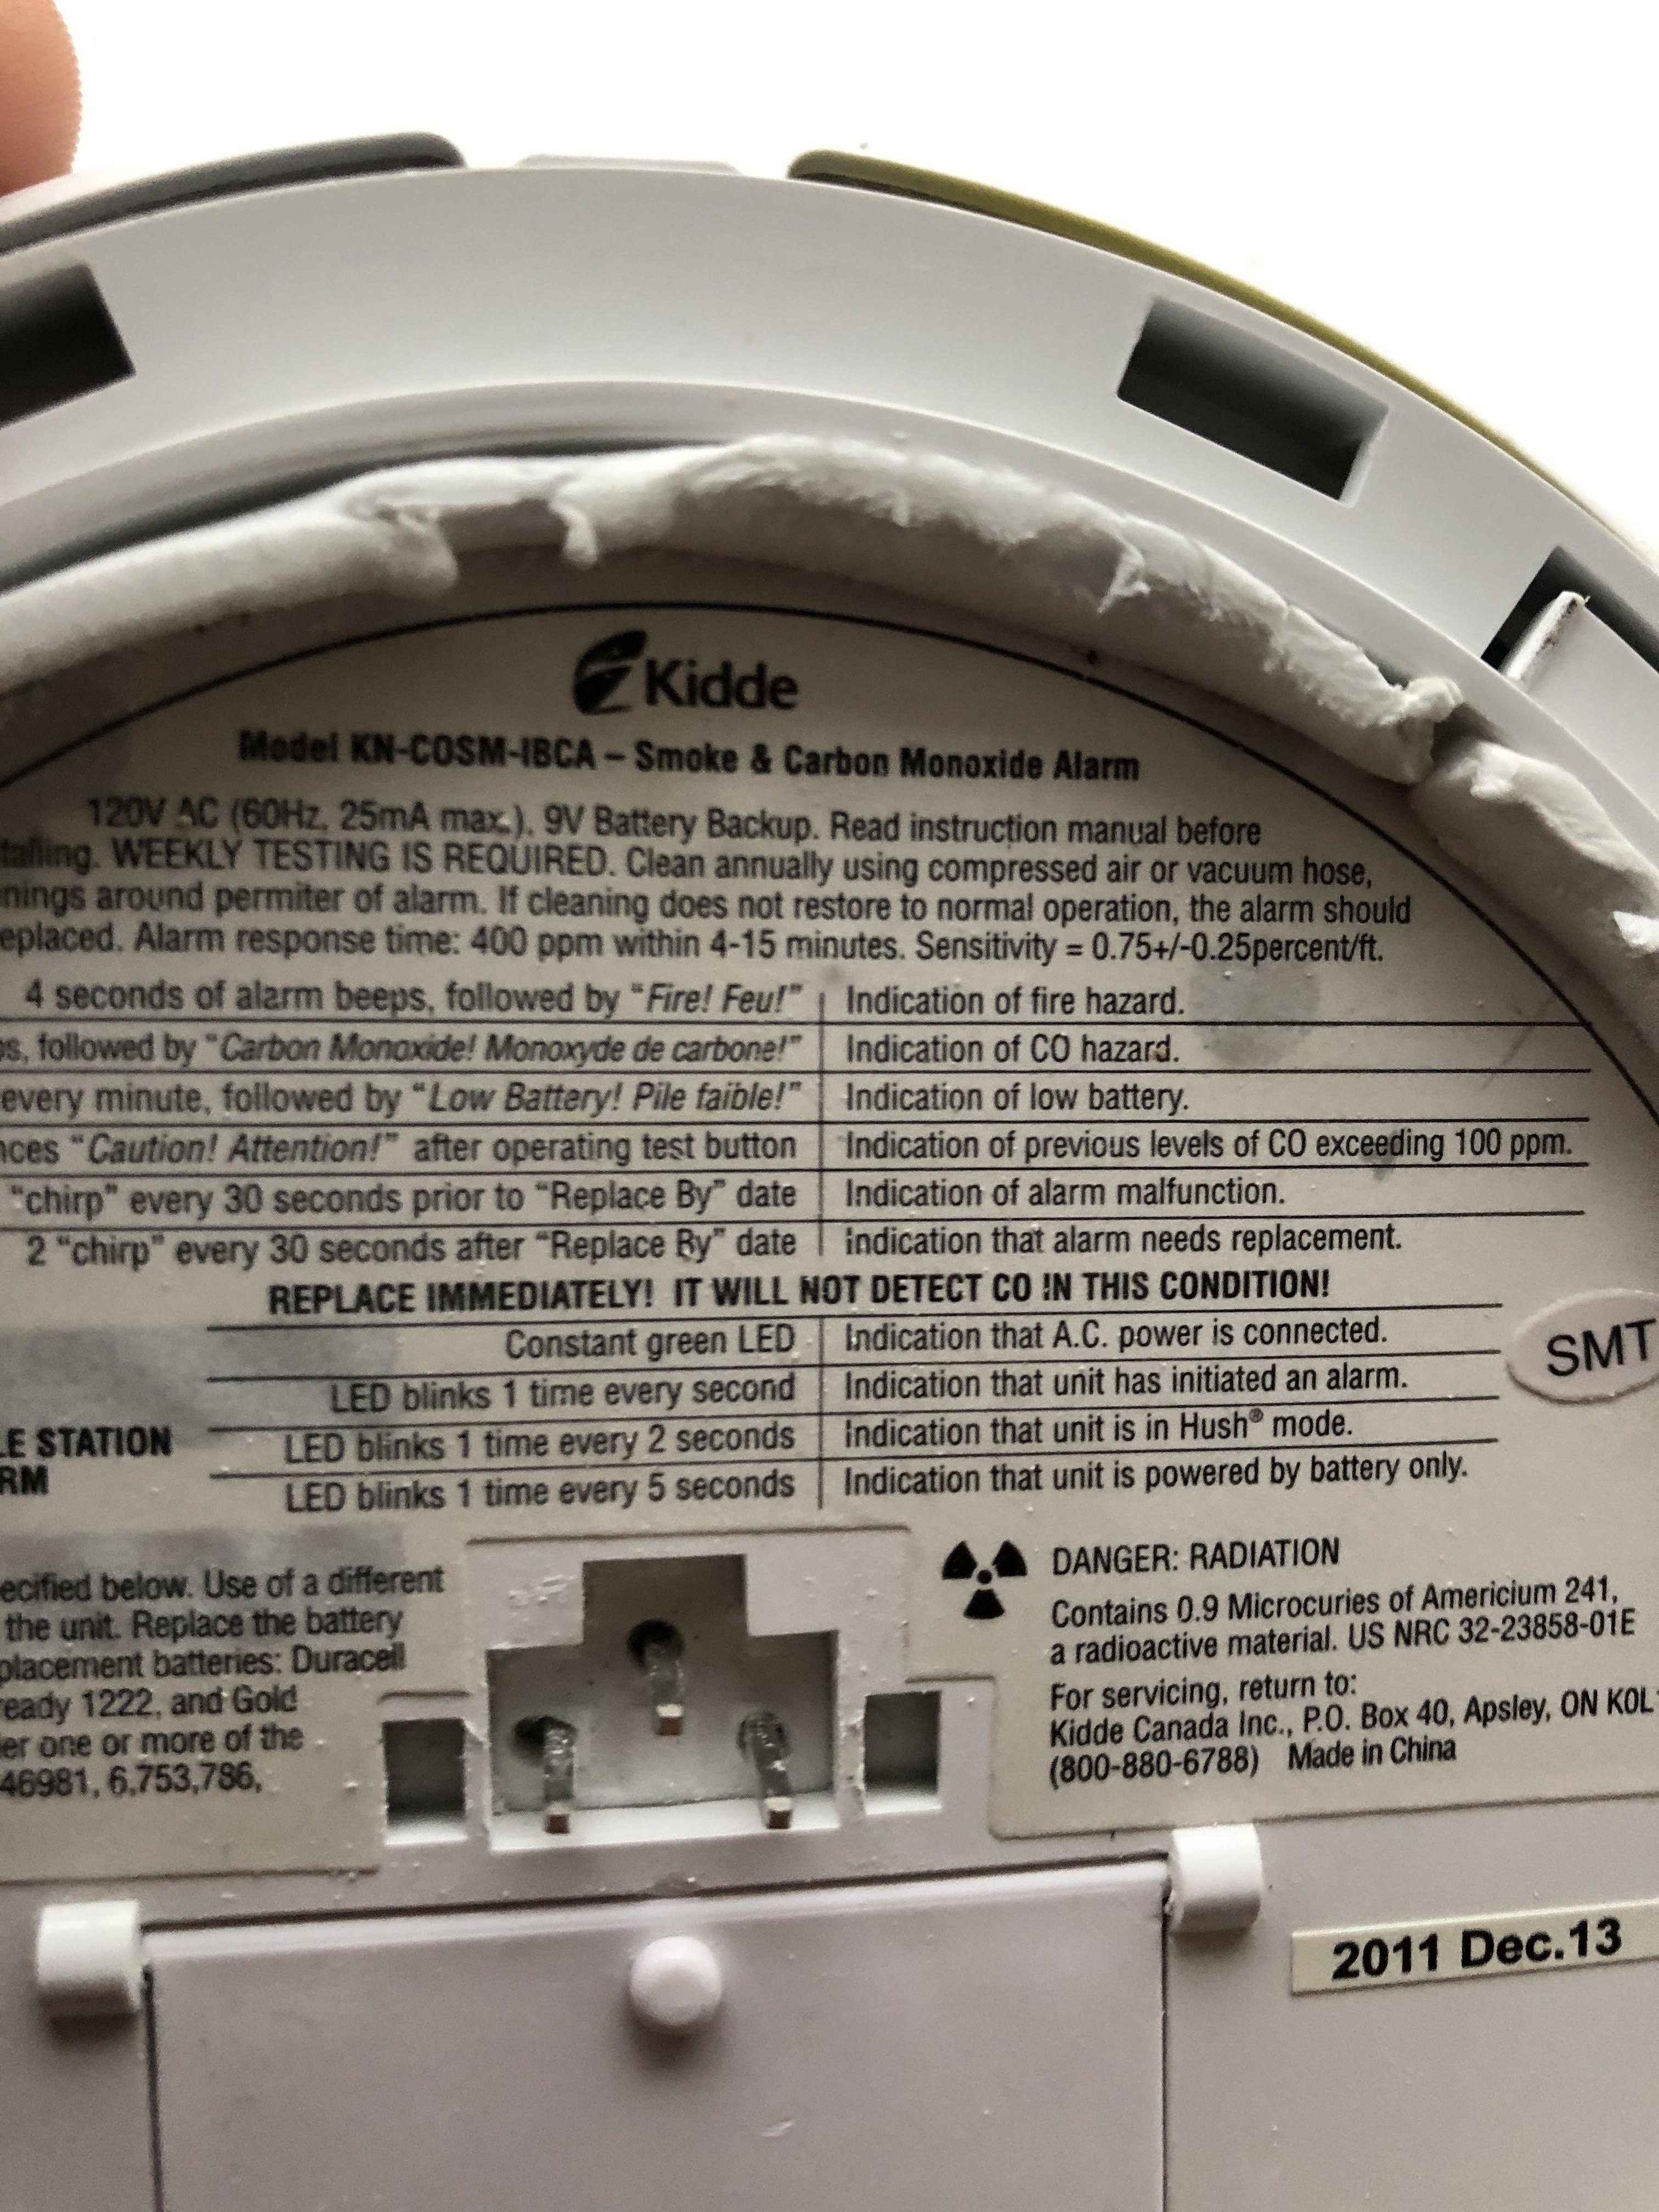 Kidde
Model KN-COSM-IBCA – Smoke & Carbon Monoxide Alarm
120V AC (60Hz, 25mA max.). 9V Battery Backup. Read instruction manual before
talling. WEEKLY TESTING IS REQUIRED. Clean annually using compressed air or vacuum hose,
nings around permiter of alarm. If cleaning does not restore to normal operation, the alarm should
eplaced. Alarm response time: 400 ppm within 4-15 minutes. Sensitivity = 0.75+/-0.25percent/ft.
4 seconds of alarm beeps, followed by "Fire! Feu!" Indication of fire hazard.
ps, followed by "Carbon Monoxide! Monoxyde de carbone!" Indication of CO hazard.
every minute, followed by "Low Battery! Pile faible!" Indication of low battery.
nces "Caution! Attention!" after operating test button Indication of previous levels of CO exceeding 100 ppm.
"chirp" every 30 seconds prior to "Replace By" date Indication of alarm malfunction.
2 "chirp" every 30 seconds after "Replace By" date Indication that alarm needs replacement.
REPLACE IMMEDIATELY! IT WILL NOT DETECT CO IN THIS CONDITION!
Constant green LED Indication that A.C. power is connected.
LED blinks 1 time every second Indication that unit has initiated an alarm.
LED blinks 1 time every 2 seconds Indication that unit is in Hush® mode.
LED blinks 1 time every 5 seconds Indication that unit is powered by battery only.
SMT
LE STATION
RM
ecified below. Use of a different
the unit. Replace the battery
placement batteries: Duracell
ready 1222, and Gold
er one or more of the
46981, 6,753,786,
DANGER: RADIATION
Contains 0.9 Microcuries of Americium 241,
a radioactive material. US NRC 32-23858-01E
For servicing, return to:
Kidde Canada Inc., P.O. Box 40, Apsley, ON K0L
(800-880-6788) Made in China
2011 Dec.13